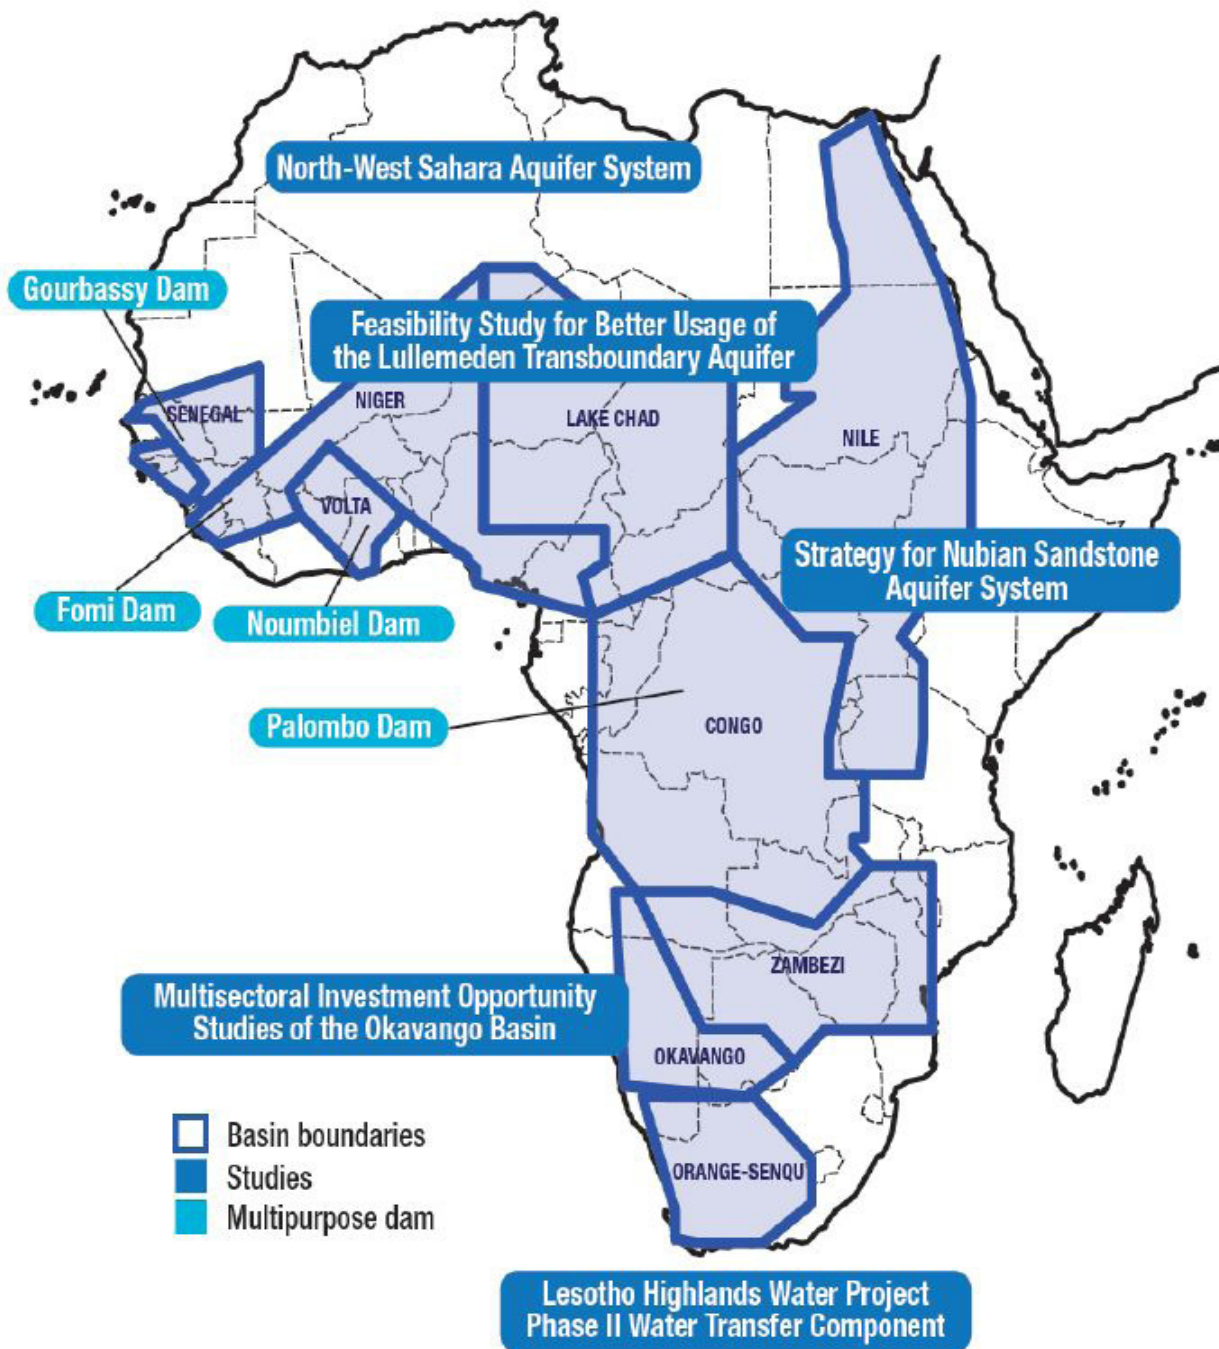 North-West Sahara Aquifer System
Gourbassy Dam
Feasibility Study for Better Usage of
the Lullemeden Transboundary Aquifer
SENEGAL
NIGER
LAKE CHAD
NILE
VOLTA
Strategy for Nubian Sandstone
Aquifer System
Fomi Dam
Noumbiel Dam
Palombo Dam
CONGO
ZAMBEZI
Multisectoral Investment Opportunity
Studies of the Okavango Basin
OKAVANGO
Basin boundaries
Studies
Multipurpose dam
ORANGE-SENQU
Lesotho Highlands Water Project
Phase II Water Transfer Component